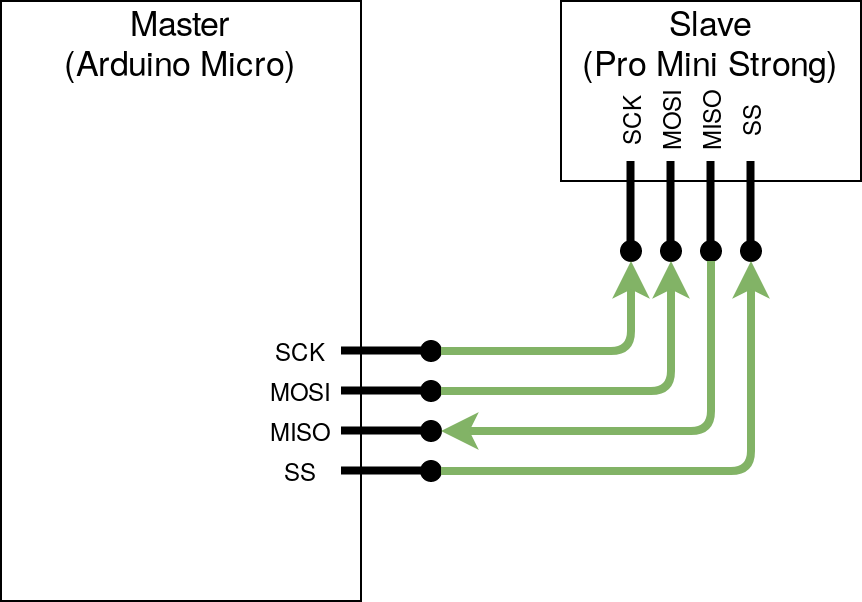 Master
(Arduino Micro)
Slave
(Pro Mini Strong)
SCK
MOSI
MISO
SS
SCK
MOSI
MISO
SS